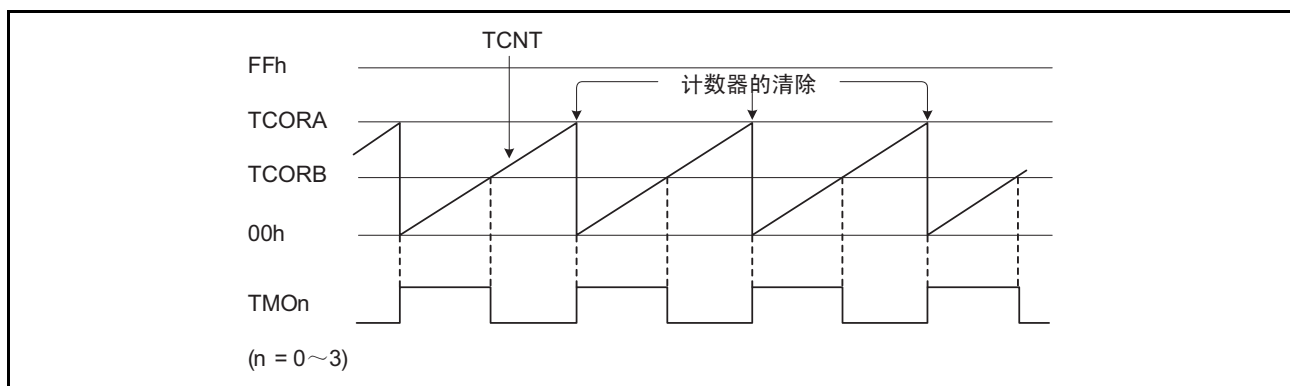 TCNT
FFh
计数器的清除
TCORA
TCORB
00h
TMOn
(n = 0～3)